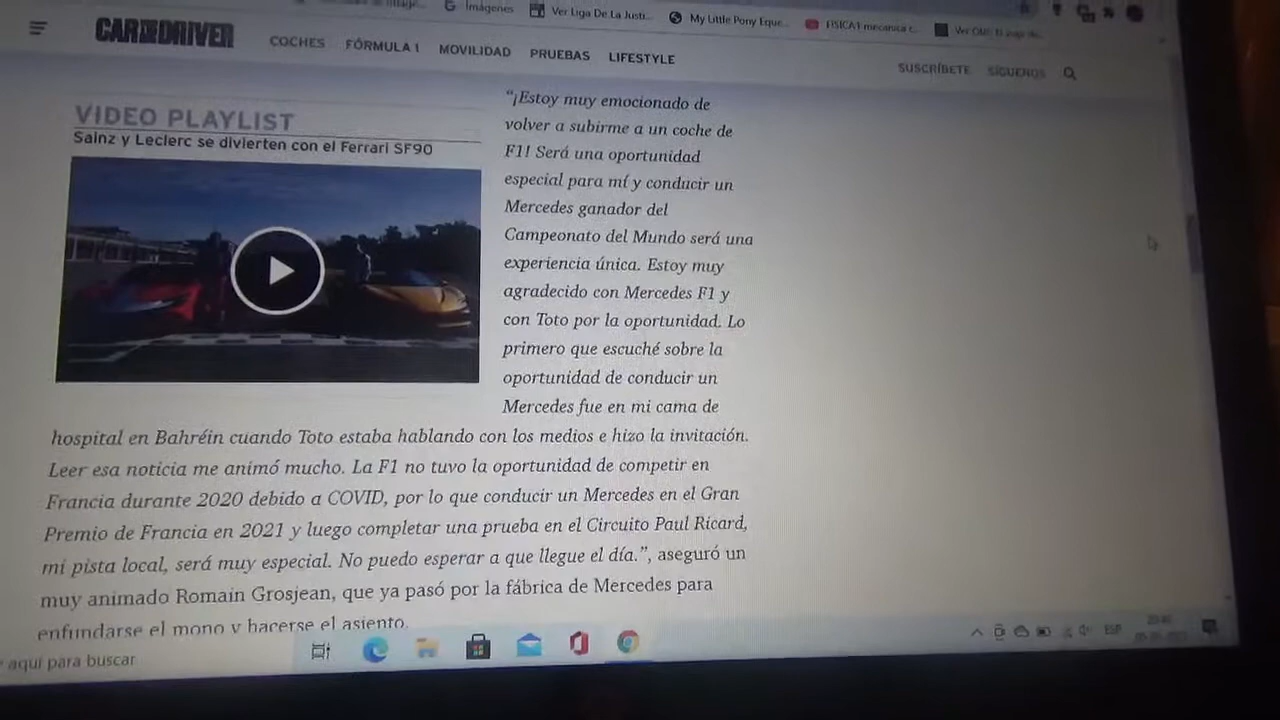 Imágenes
Ver Liga De La Justi...
My Little Pony Eque...
FISICA1 mecanica c...
CAR AND DRIVER
COCHES FÓRMULA 1 MOVILIDAD PRUEBAS LIFESTYLE
SUSCRÍBETE SÍGUENOS
VIDEO PLAYLIST
Sainz y Leclerc se divierten con el Ferrari SF90
“¡Estoy muy emocionado de
volver a subirme a un coche de
F1! Será una oportunidad
especial para mí y conducir un
Mercedes ganador del
Campeonato del Mundo será una
experiencia única. Estoy muy
agradecido con Mercedes F1 y
con Toto por la oportunidad. Lo
primero que escuché sobre la
oportunidad de conducir un
Mercedes fue en mi cama de
hospital en Bahréin cuando Toto estaba hablando con los medios e hizo la invitación.
Leer esa noticia me animó mucho. La F1 no tuvo la oportunidad de competir en
Francia durante 2020 debido a COVID, por lo que conducir un Mercedes en el Gran
Premio de Francia en 2021 y luego completar una prueba en el Circuito Paul Ricard,
mi pista local, será muy especial. No puedo esperar a que llegue el día.”, aseguró un
muy animado Romain Grosjean, que ya pasó por la fábrica de Mercedes para
enfundarse el mono y hacerse el asiento.
aquí para buscar
ESP